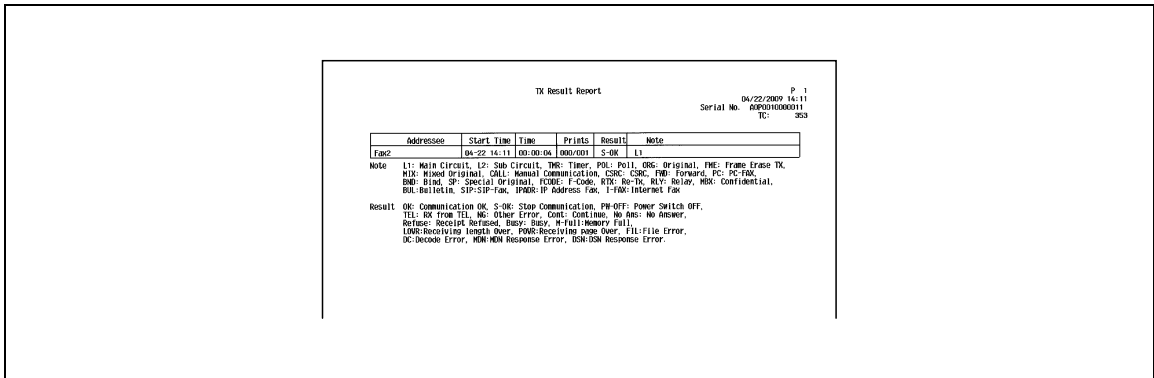 TX Result Report
P 1
04/22/2009 14:11
Serial No. A0P0010000011
TC: 353
Addressee Start Time Time Prints Result Note
Fax2 04-22 14:11 00:00:04 000/001 S-OK L1
Note L1: Main Circuit, L2: Sub Circuit, TMR: Timer, POL: Poll, ORG: Original, FME: Frame Erase TX,
MIX: Mixed Original, CALL: Manual Communication, CSRC: CSRC, FWD: Forward, PC: PC-FAX,
BND: Bind, SP: Special Original, FCODE: F-Code, RTX: Re-Tx, RLY: Relay, MBX: Confidential,
BUL:Bulletin, SIP:SIP-Fax, IPADR:IP Address Fax, I-FAX:Internet Fax
Result OK: Communication OK, S-OK: Stop Communication, PW-OFF: Power Switch OFF,
TEL: RX from TEL, NG: Other Error, Cont: Continue, No Ans: No Answer,
Refuse: Receipt Refused, Busy: Busy, M-Full:Memory Full,
LOVR:Receiving length Over, POVR:Receiving page Over, FIL:File Error,
DC:Decode Error, MDN:MDN Response Error, DSN:DSN Response Error.